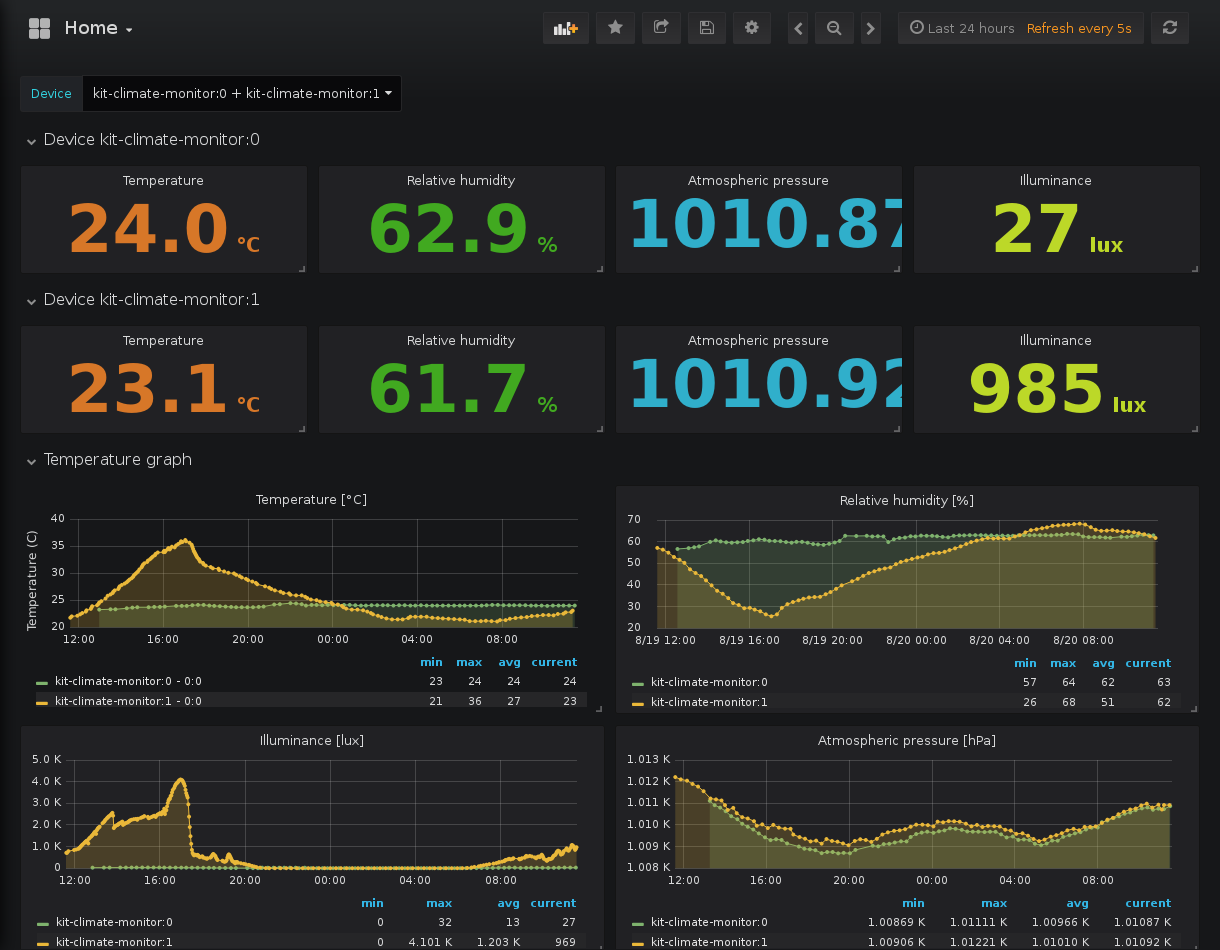 Home
Last 24 hours Refresh every 5s
Device kit-climate-monitor:0 + kit-climate-monitor:1
Device kit-climate-monitor:0
Temperature Relative humidity Atmospheric pressure Illuminance
24.0 °C 62.9 % 1010.87 27 lux
Device kit-climate-monitor:1
Temperature Relative humidity Atmospheric pressure Illuminance
23.1 °C 61.7 % 1010.92 985 lux
Temperature graph
Temperature [°C]
Temperature (C)
40
35
30
25
20
12:00 16:00 20:00 00:00 04:00 08:00
min max avg current
kit-climate-monitor:0 - 0:0 23 24 24 24
kit-climate-monitor:1 - 0:0 21 36 27 23
Relative humidity [%]
70
60
50
40
30
20
8/19 12:00 8/19 16:00 8/19 20:00 8/20 00:00 8/20 04:00 8/20 08:00
min max avg current
kit-climate-monitor:0 57 64 62 63
kit-climate-monitor:1 26 68 51 62
Illuminance [lux]
5.0 K
4.0 K
3.0 K
2.0 K
1.0 K
0
12:00 16:00 20:00 00:00 04:00 08:00
min max avg current
kit-climate-monitor:0 0 32 13 27
kit-climate-monitor:1 0 4.101 K 1.203 K 969
Atmospheric pressure [hPa]
1.013 K
1.012 K
1.011 K
1.010 K
1.009 K
1.008 K
12:00 16:00 20:00 00:00 04:00 08:00
min max avg current
kit-climate-monitor:0 1.00869 K 1.01111 K 1.00966 K 1.01087 K
kit-climate-monitor:1 1.00906 K 1.01221 K 1.01010 K 1.01092 K